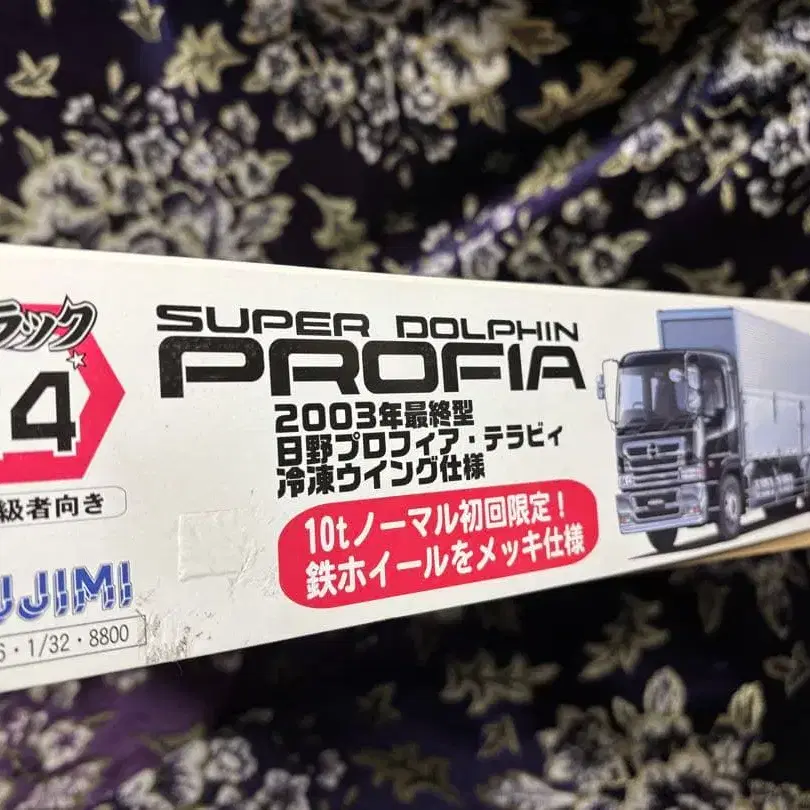 ラック
4
級者向き
UJIMI
6・1/32・8800
SUPER DOLPHIN
PROFIA
2003年最終型
日野プロフィア・テラビィ
冷凍ウイング仕様
10tノーマル初回限定！
鉄ホイールをメッキ仕様